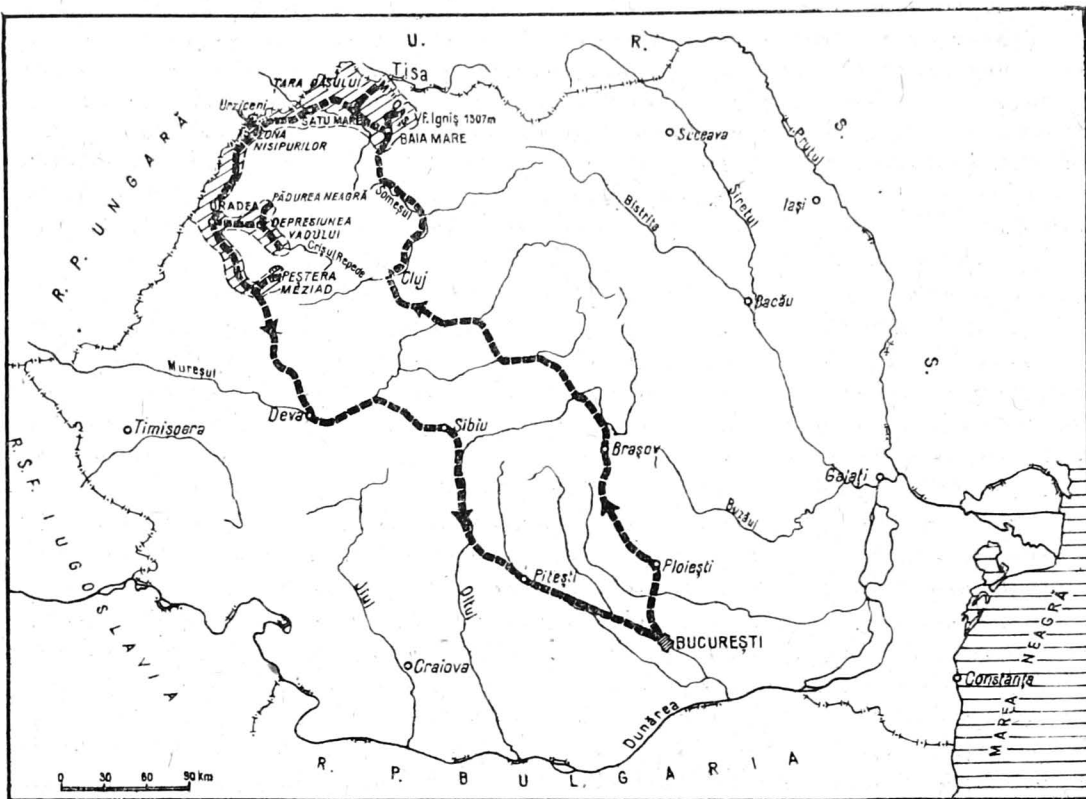 U. R.
S.
S.
Tisa
ȚARA OAȘULUI
Urziceni
SATU MARE
Vf. Igniș 1307m
BAIA MARE
ZONA
NISIPURILOR
Suceava
Prutul
Siretul
Iași
Bistrița
Someșul
R. P. UNGARĂ
ORADEA
PĂDUREA NEAGRĂ
DEPRESIUNEA
VADULUI
Crișul Repede
PEȘTERA
MEZIAD
Cluj
Bacău
Mureșul
Deva
Sibiu
Timișoara
Brașov
R.S.F. IUGOSLAVIA
Galați
Buzăul
Ploiești
Pitești
Jiul
Oltul
BUCUREȘTI
Craiova
Constanța
MAREA NEAGRĂ
Dunărea
R. P. BULGARIA
0 30 60 90 km